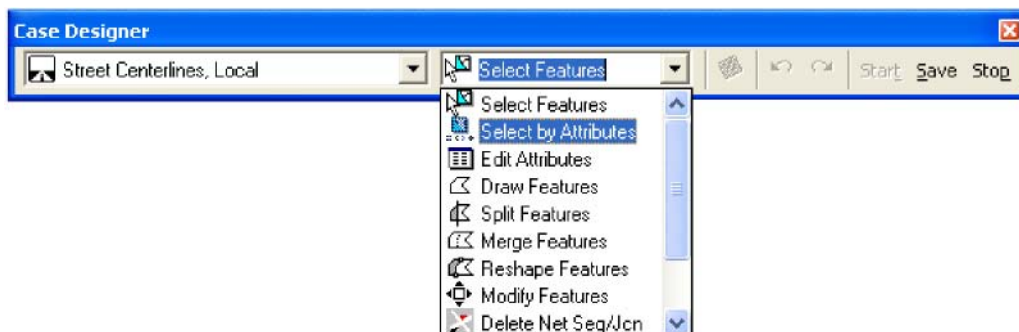 Case Designer
Street Centerlines, Local Select Features Start Save Stop
Select Features
Select by Attributes
Edit Attributes
Draw Features
Split Features
Merge Features
Reshape Features
Modify Features
Delete Net Seg/Jcn